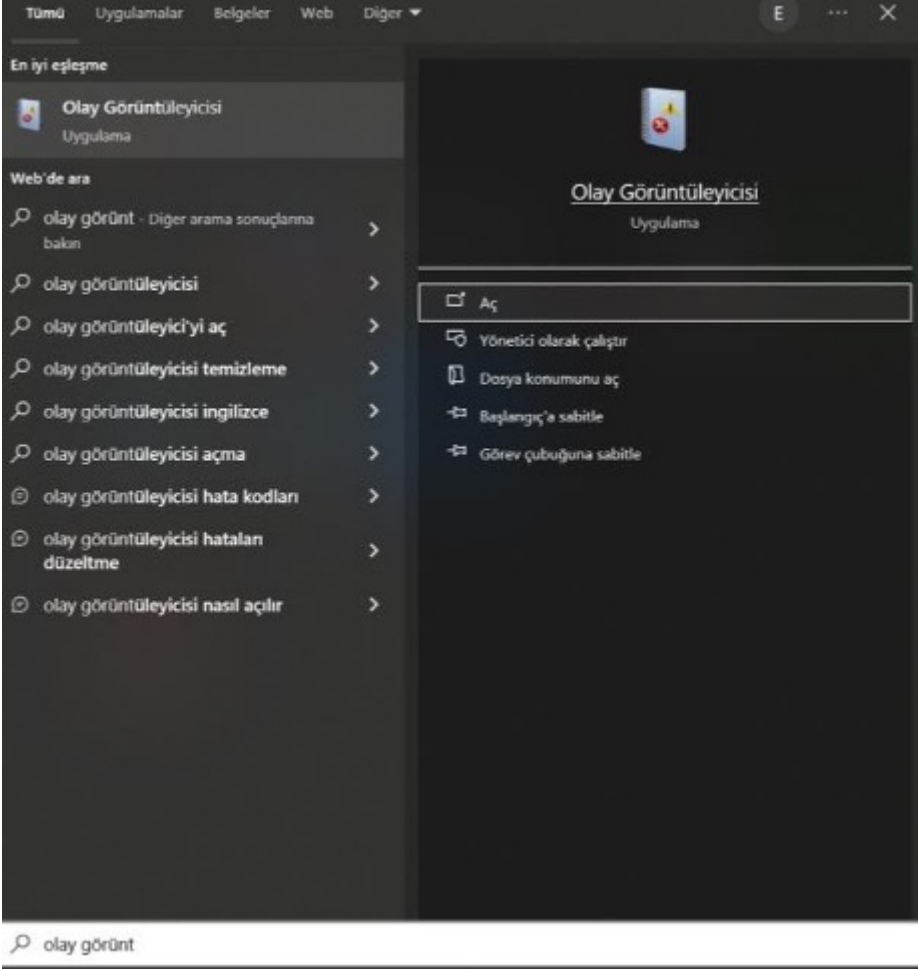 Tümü Uygulamalar Belgeler Web Diğer E
En iyi eşleşme
Olay Görüntüleyicisi
Uygulama
Web'de ara
olay görünt - Diğer arama sonuçlarına
bakın
olay görüntüleyicisi
olay görüntüleyici'yi aç
olay görüntüleyicisi temizleme
olay görüntüleyicisi ingilizce
olay görüntüleyicisi açma
olay görüntüleyicisi hata kodları
olay görüntüleyicisi hataları
düzeltme
olay görüntüleyicisi nasıl açılır
Olay Görüntüleyicisi
Uygulama
Aç
Yönetici olarak çalıştır
Dosya konumunu aç
Başlangıç'a sabitle
Görev çubuğuna sabitle
olay görünt